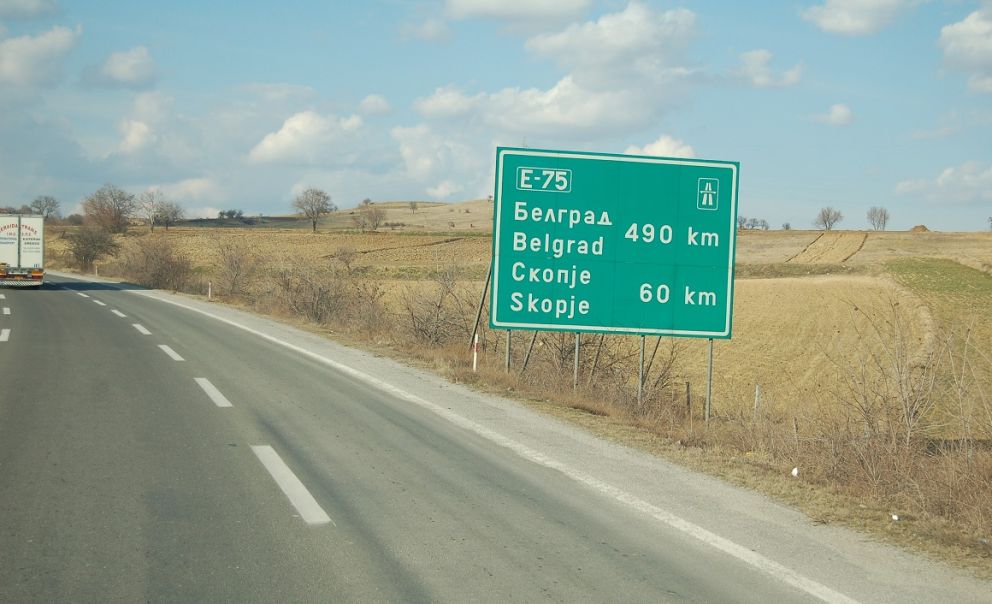 E-75
Белград
Belgrad 490 km
Скопје
Skopje 60 km